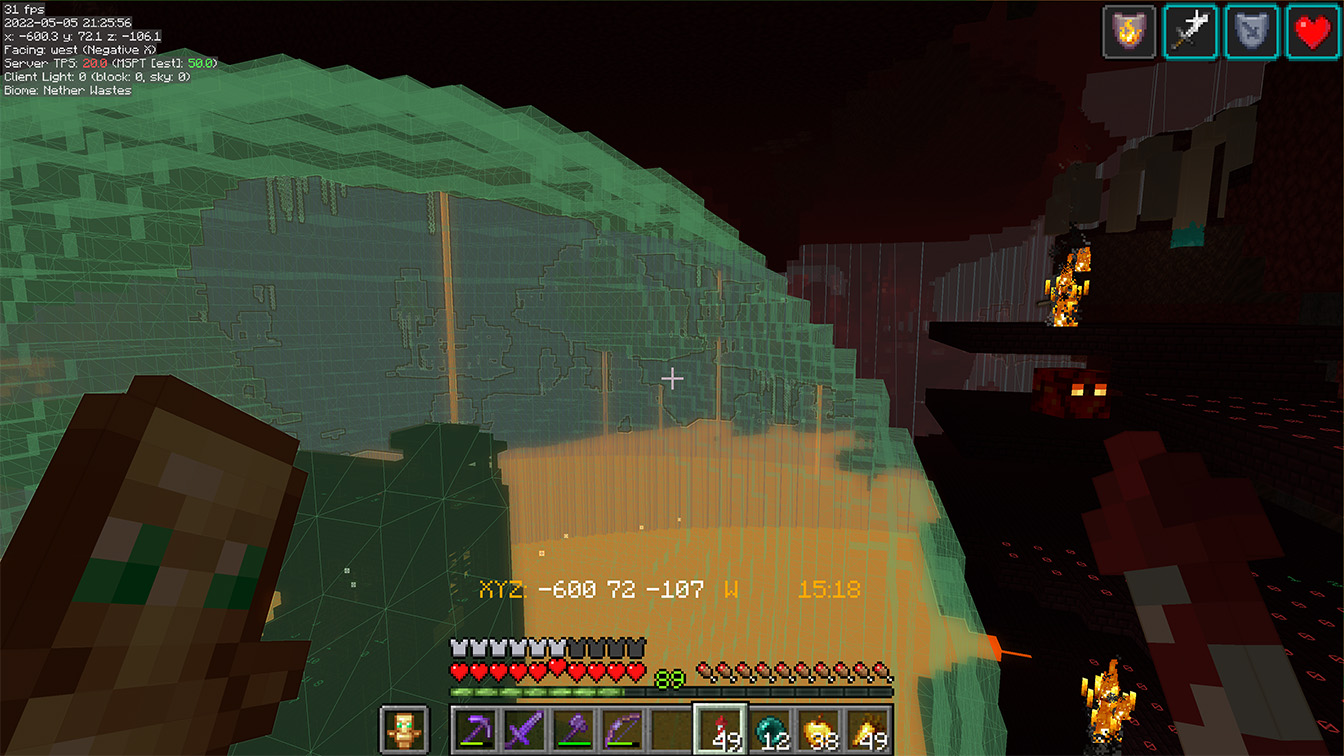 31 fps
2022-05-05 21:25:56
x: -600.3 y: 72.1 z: -106.1
Facing: west (Negative X)
Server TPS: 20.0 (MSPT [est]: 50.0)
Client Light: 0 (block: 0, sky: 0)
Biome: Nether Wastes
XYZ: -600 72 -107 W 15:18
89
49 12 38 49